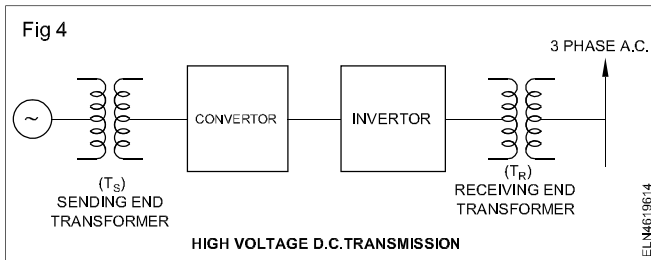 Fig 4
3 PHASE A.C.
~
CONVERTOR
INVERTOR
(T_S)
SENDING END
TRANSFORMER
(T_R)
RECEIVING END
TRANSFORMER
HIGH VOLTAGE D.C.TRANSMISSION
ELN4619614